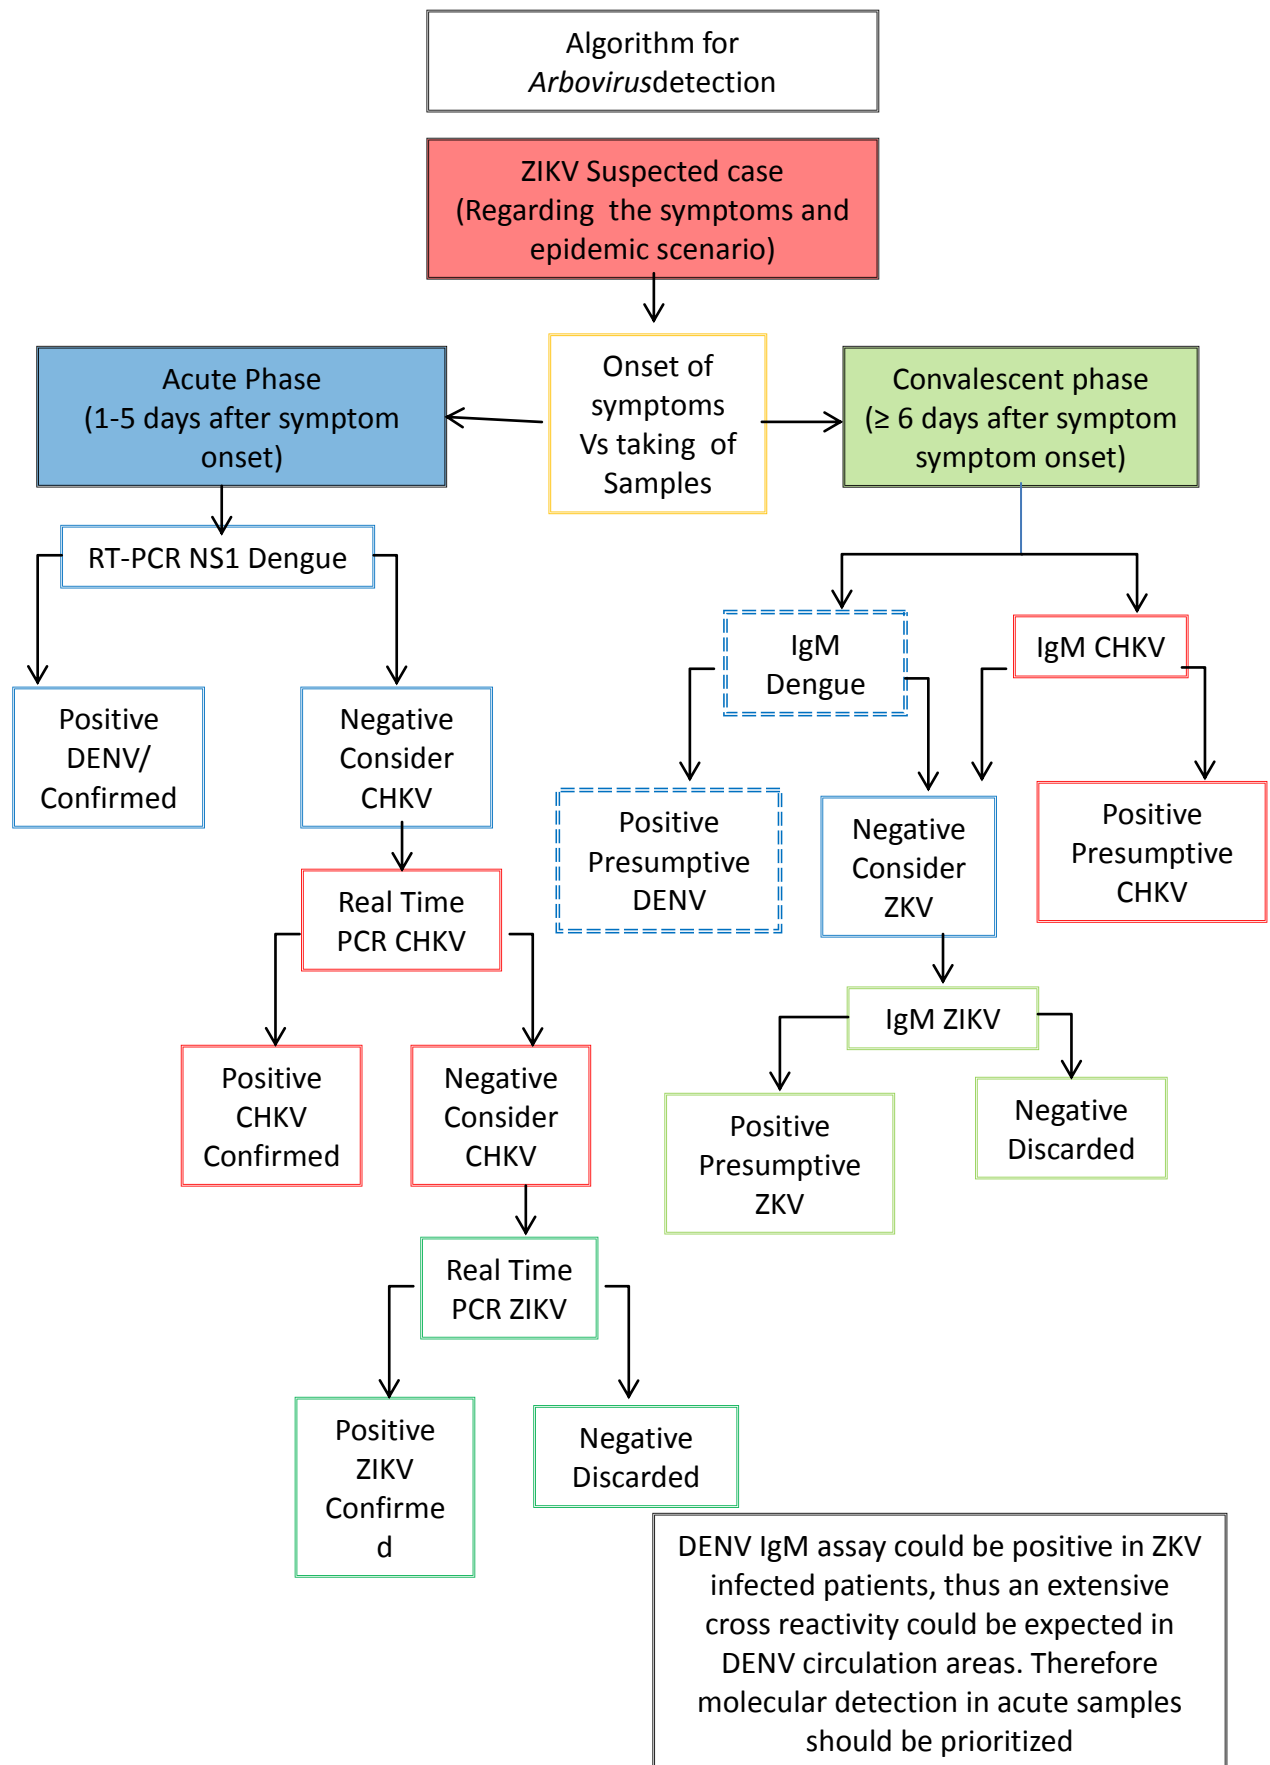 Algorithm for
Arbovirusdetection
ZIKV Suspected case
(Regarding the symptoms and
epidemic scenario)
Acute Phase
(1-5 days after symptom
onset)
Onset of
symptoms
Vs taking of
Samples
Convalescent phase
(≥ 6 days after symptom
symptom onset)
RT-PCR NS1 Dengue
IgM
Dengue
IgM CHKV
Positive
DENV/
Confirmed
Negative
Consider
CHKV
Positive
Presumptive
DENV
Negative
Consider
ZKV
Positive
Presumptive
CHKV
Real Time
PCR CHKV
IgM ZIKV
Positive
CHKV
Confirmed
Negative
Consider
CHKV
Positive
Presumptive
ZKV
Negative
Discarded
Real Time
PCR ZIKV
Positive
ZIKV
Confirme
d
Negative
Discarded
DENV IgM assay could be positive in ZKV
infected patients, thus an extensive
cross reactivity could be expected in
DENV circulation areas. Therefore
molecular detection in acute samples
should be prioritized